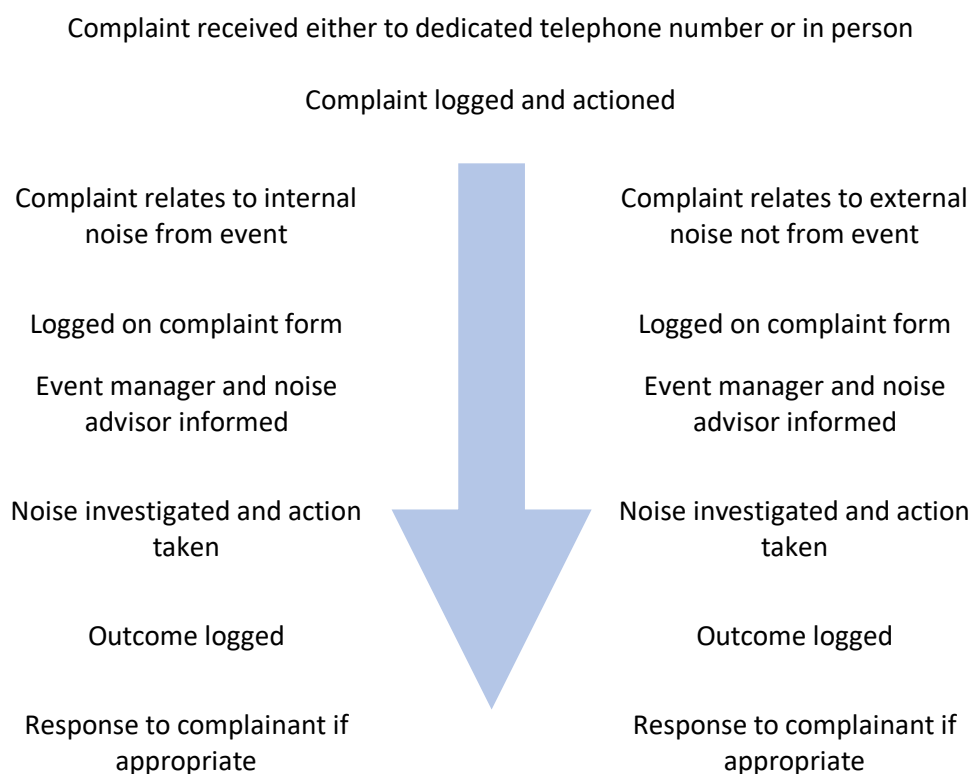 Complaint received either to dedicated telephone number or in person
Complaint logged and actioned
Complaint relates to internal
noise from event
Logged on complaint form
Event manager and noise
advisor informed
Noise investigated and action
taken
Outcome logged
Response to complainant if
appropriate
Complaint relates to external
noise not from event
Logged on complaint form
Event manager and noise
advisor informed
Noise investigated and action
taken
Outcome logged
Response to complainant if
appropriate